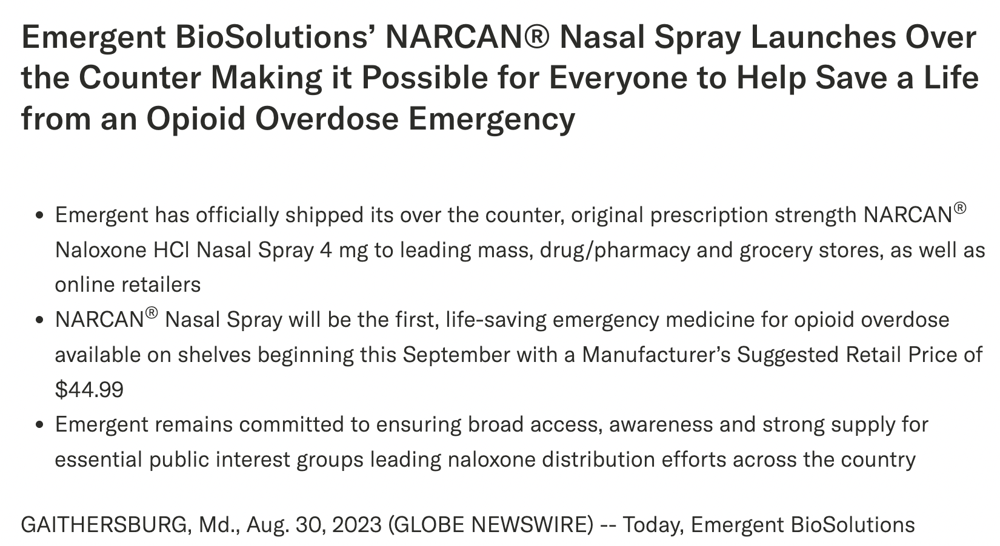 Emergent BioSolutions’ NARCAN® Nasal Spray Launches Over
the Counter Making it Possible for Everyone to Help Save a Life
from an Opioid Overdose Emergency
• Emergent has officially shipped its over the counter, original prescription strength NARCAN®
Naloxone HCl Nasal Spray 4 mg to leading mass, drug/pharmacy and grocery stores, as well as
online retailers
• NARCAN® Nasal Spray will be the first, life-saving emergency medicine for opioid overdose
available on shelves beginning this September with a Manufacturer’s Suggested Retail Price of
$44.99
• Emergent remains committed to ensuring broad access, awareness and strong supply for
essential public interest groups leading naloxone distribution efforts across the country
GAITHERSBURG, Md., Aug. 30, 2023 (GLOBE NEWSWIRE) -- Today, Emergent BioSolutions